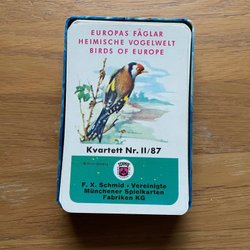 EUROPAS FÅGLAR
HEIMISCHE VOGELWELT
BIRDS OF EUROPE
Kvartett Nr. II/87
F. X. Schmid · Vereinigte
Münchener Spielkarten
Fabriken KG